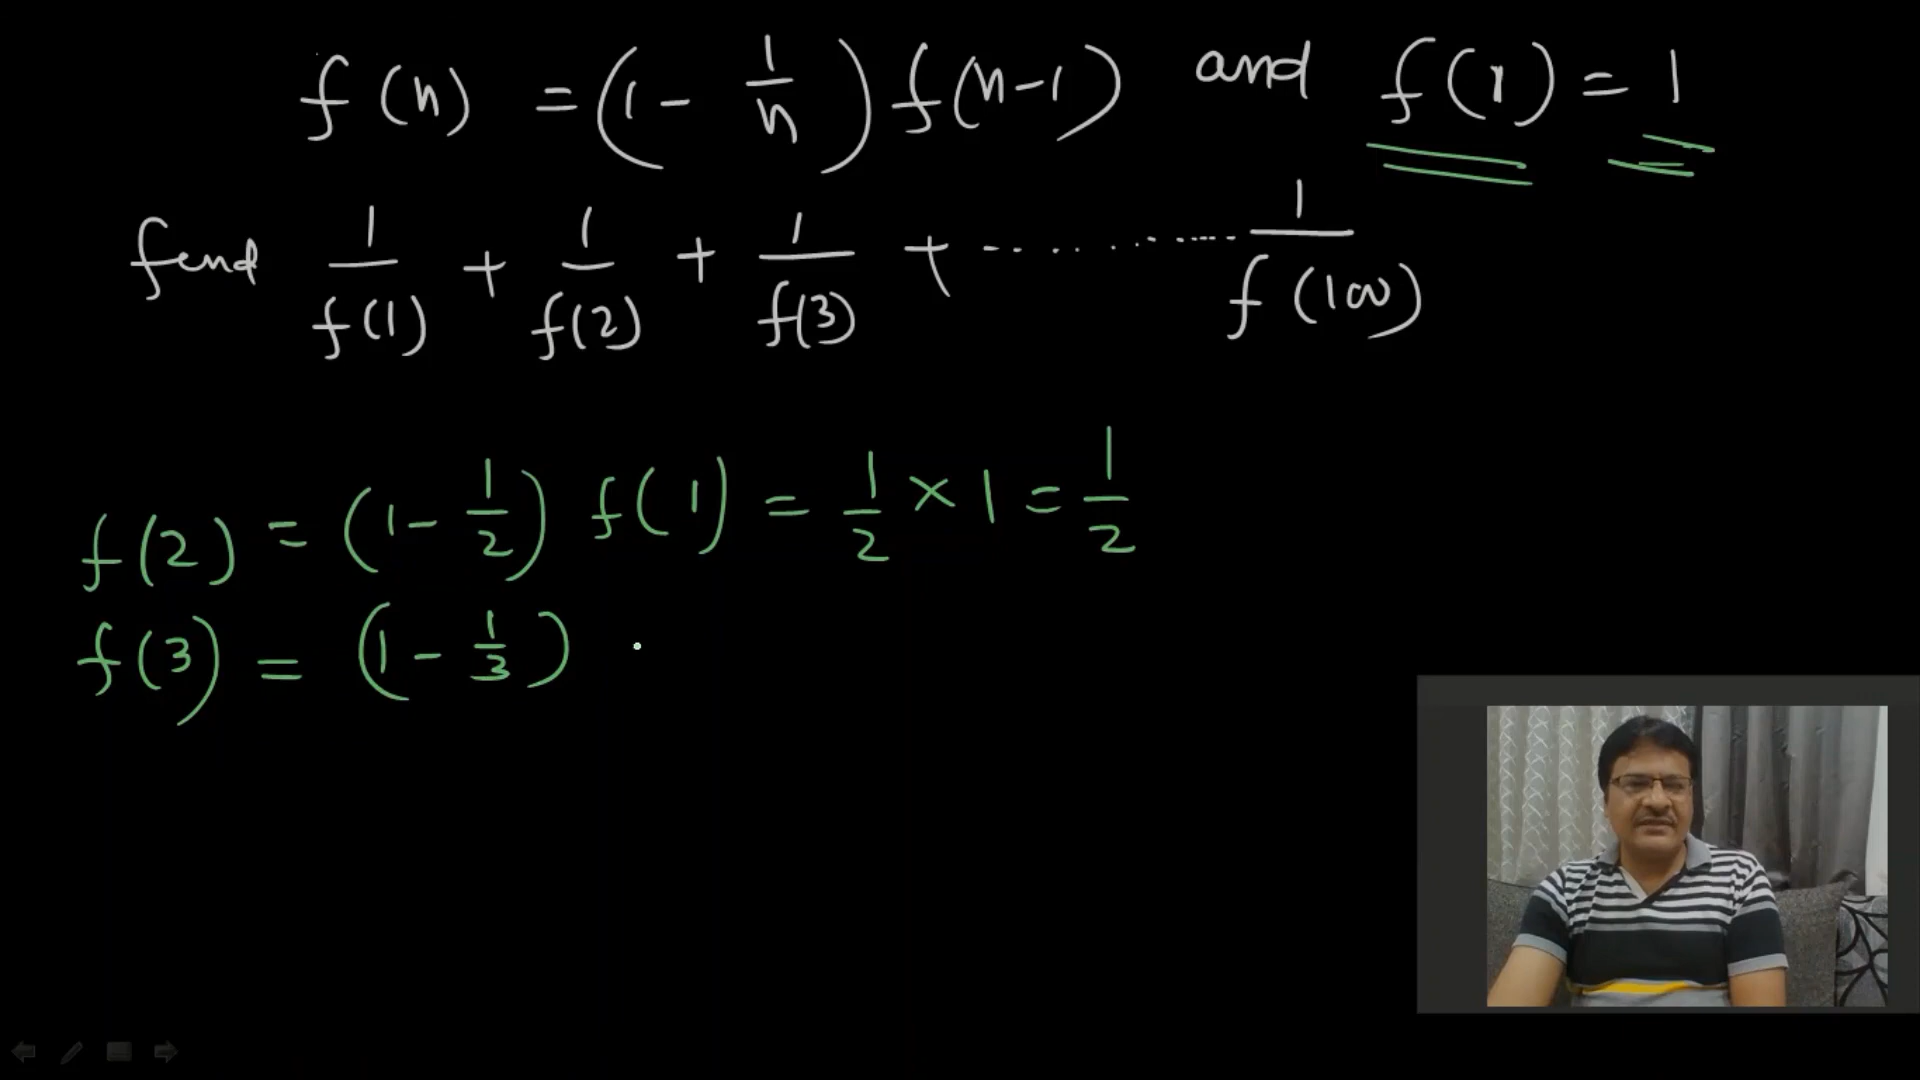 f(n) = (1 - 1/n) f(n-1) and f(1) = 1
find 1/f(1) + 1/f(2) + 1/f(3) + ............ 1/f(100)
f(2) = (1 - 1/2) f(1) = 1/2 × 1 = 1/2
f(3) = (1 - 1/3)